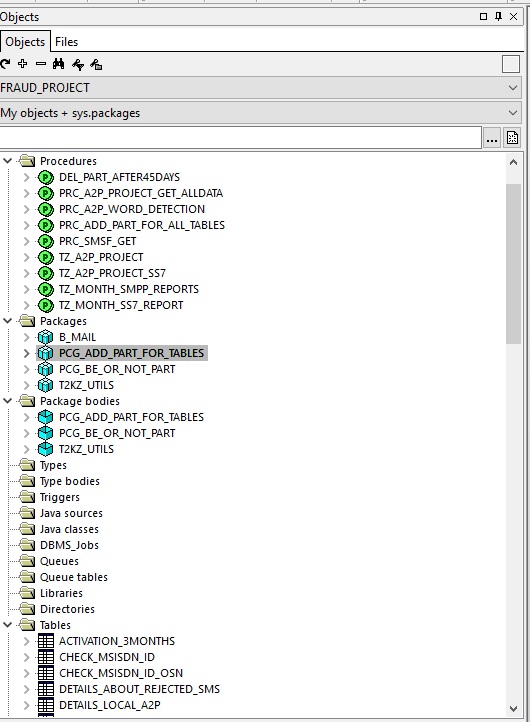 Objects
Objects Files
FRAUD_PROJECT
My objects + sys.packages
...
Procedures
DEL_PART_AFTER45DAYS
PRC_A2P_PROJECT_GET_ALLDATA
PRC_A2P_WORD_DETECTION
PRC_ADD_PART_FOR_ALL_TABLES
PRC_SMSF_GET
TZ_A2P_PROJECT
TZ_A2P_PROJECT_SS7
TZ_MONTH_SMPP_REPORTS
TZ_MONTH_SS7_REPORT
Packages
B_MAIL
PCG_ADD_PART_FOR_TABLES
PCG_BE_OR_NOT_PART
T2KZ_UTILS
Package bodies
PCG_ADD_PART_FOR_TABLES
PCG_BE_OR_NOT_PART
T2KZ_UTILS
Types
Type bodies
Triggers
Java sources
Java classes
DBMS_Jobs
Queues
Queue tables
Libraries
Directories
Tables
ACTIVATION_3MONTHS
CHECK_MSISDN_ID
CHECK_MSISDN_ID_OSN
DETAILS_ABOUT_REJECTED_SMS
DETAILS_LOCAL_A2P